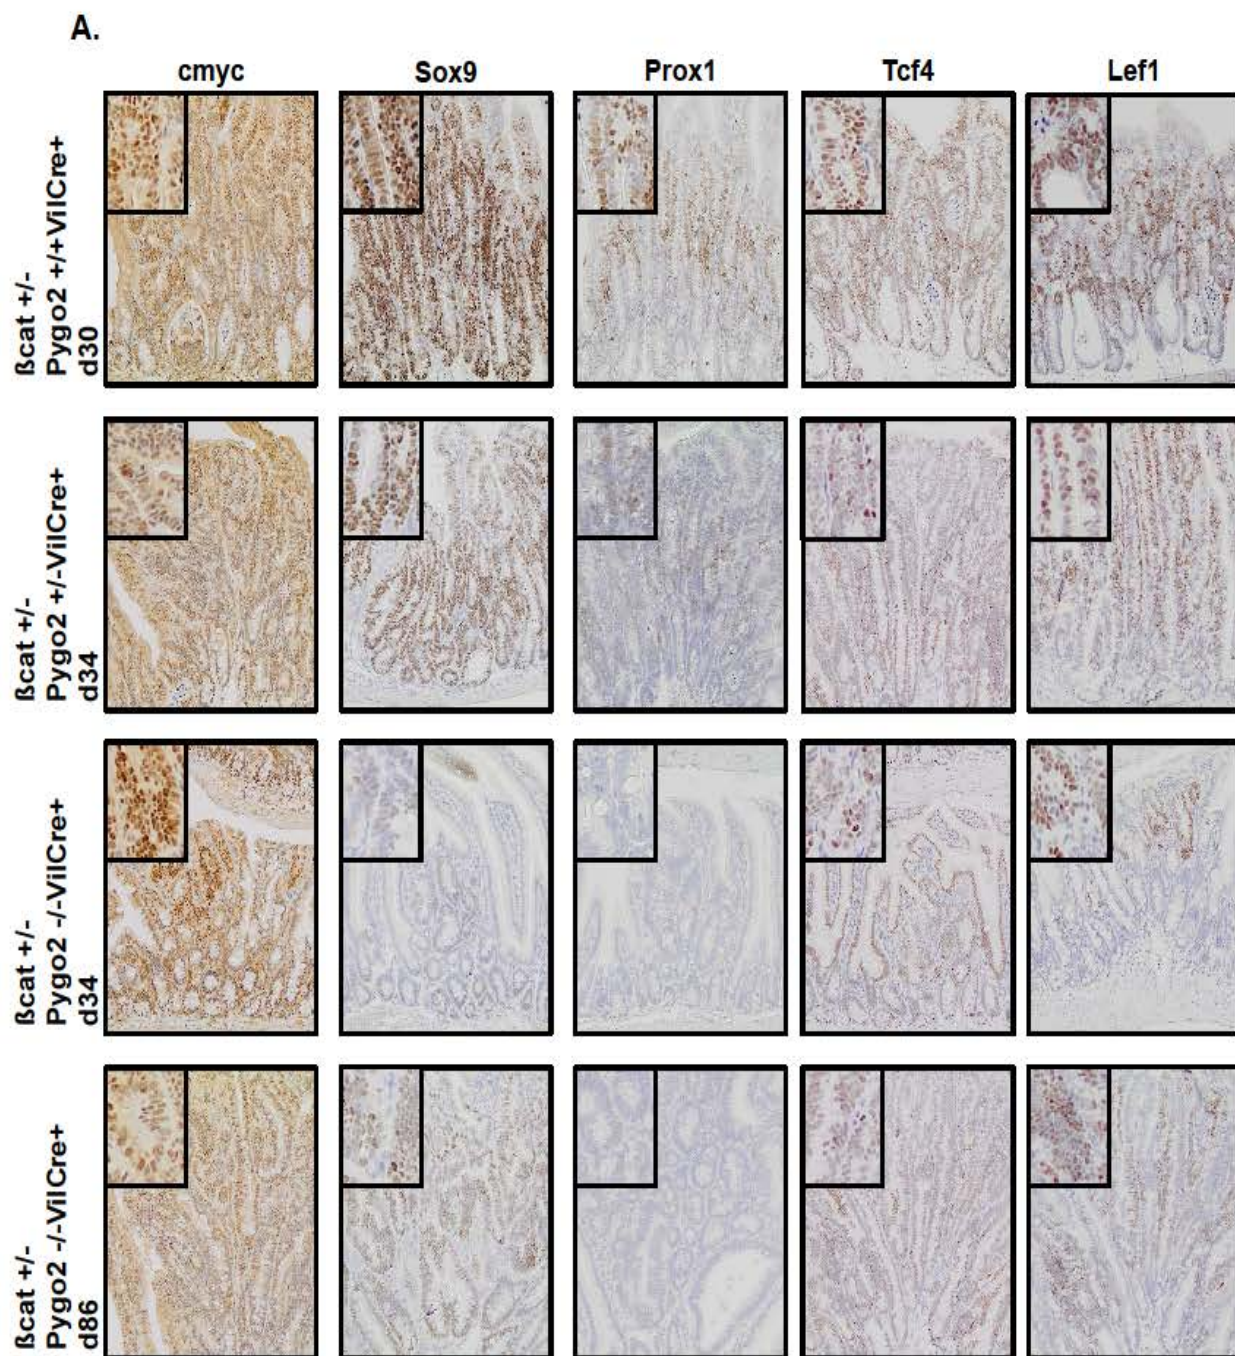 A.
cmyc Sox9 Prox1 Tcf4 Lef1
ßcat +/-
Pygo2 +/+VilCre+
d30
ßcat +/-
Pygo2 +/-VilCre+
d34
ßcat +/-
Pygo2 -/-VilCre+
d34
ßcat +/-
Pygo2 -/-VilCre+
d86